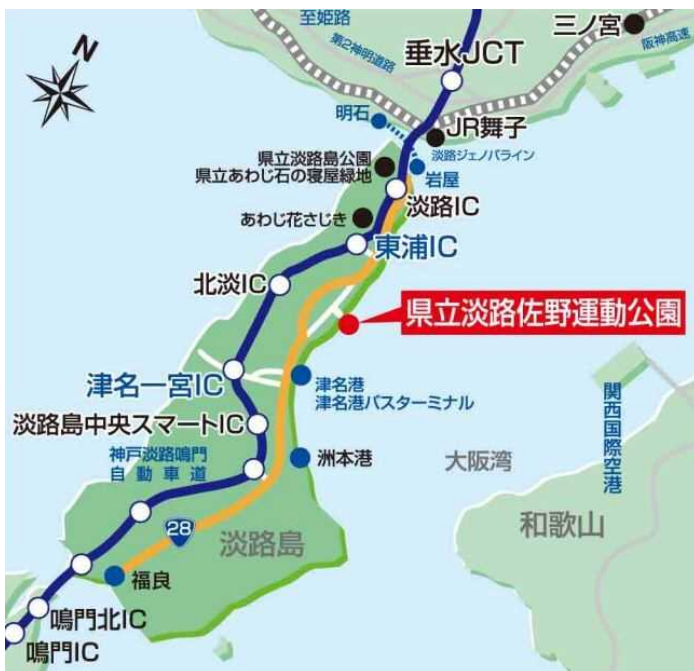 至姫路
三ノ宮
第2神明道路
阪神高速
垂水JCT
N
明石
JR舞子
淡路ジェノバライン
県立淡路島公園
県立あわじ石の寝屋緑地
岩屋
淡路IC
あわじ花さじき
東浦IC
北淡IC
県立淡路佐野運動公園
津名一宮IC
津名港
津名港バスターミナル
淡路島中央スマートIC
関西国際空港
神戸淡路鳴門
自動車道
洲本港
大阪湾
和歌山
28
淡路島
福良
鳴門北IC
鳴門IC